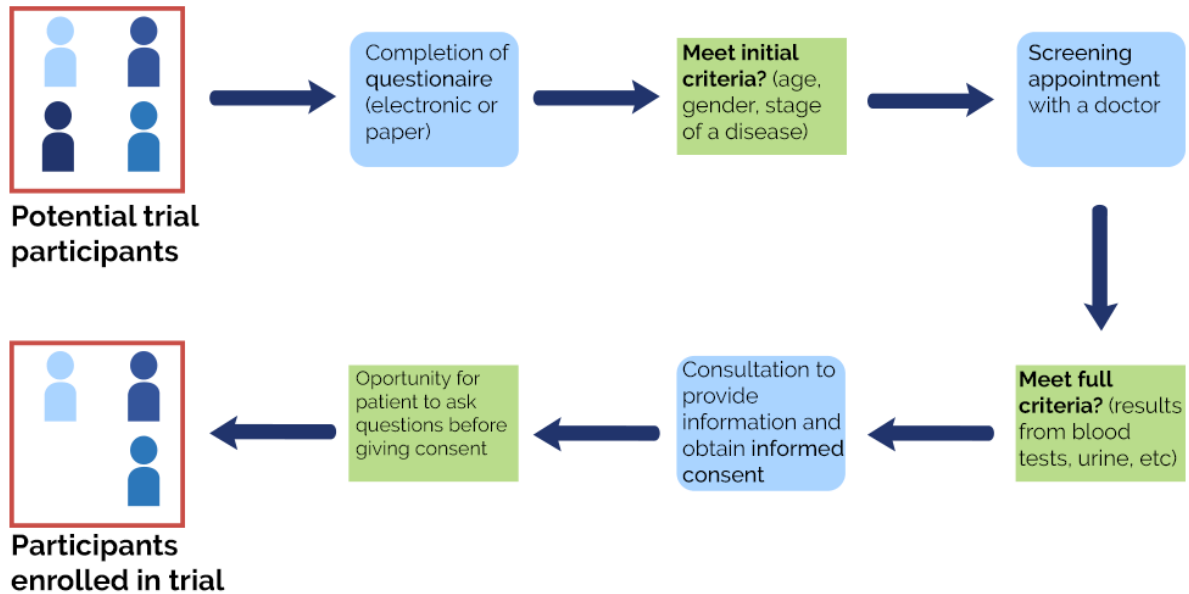 Completion of
questionaire
(electronic or
paper)
Meet initial
criteria? (age,
gender, stage
of a disease)
Screening
appointment
with a doctor
Potential trial
participants
Meet full
criteria? (results
from blood
tests, urine, etc)
Consultation to
provide
information and
obtain informed
consent
Oportunity for
patient to ask
questions before
giving consent
Participants
enrolled in trial